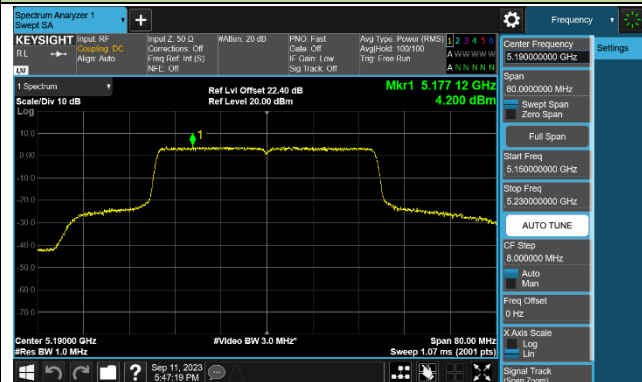 Spectrum Analyzer 1
Swept SA
Frequency
KEYSIGHT
RL
LXI
Input: RF
Coupling: DC
Align: Auto
Input Z: 50 Ω
Corrections: Off
Freq Ref: Int (S)
NFE: Off
#Atten: 20 dB
PNO: Fast
Gate: Off
IF Gain: Low
Sig Track: Off
Avg Type: Power (RMS)
Avg|Hold: 100/100
Trig: Free Run
1 2 3 4 5 6
A W W W W W
A N N N N N
1 Spectrum
Scale/Div 10 dB
Log
Ref Lvl Offset 22.40 dB
Ref Level 20.00 dBm
Mkr1 5.177 12 GHz
4.200 dBm
1
10.0
0.00
-10.0
-20.0
-30.0
-40.0
-50.0
-60.0
-70.0
Center 5.19000 GHz
#Res BW 1.0 MHz
#Video BW 3.0 MHz*
Span 80.00 MHz
Sweep 1.07 ms (2001 pts)
Sep 11, 2023
5:47:19 PM
Center Frequency
5.190000000 GHz
Settings
Span
80.0000000 MHz
Swept Span
Zero Span
Full Span
Start Freq
5.150000000 GHz
Stop Freq
5.230000000 GHz
AUTO TUNE
CF Step
8.000000 MHz
Auto
Man
Freq Offset
0 Hz
X Axis Scale
Log
Lin
Signal Track
(Span Zoom)